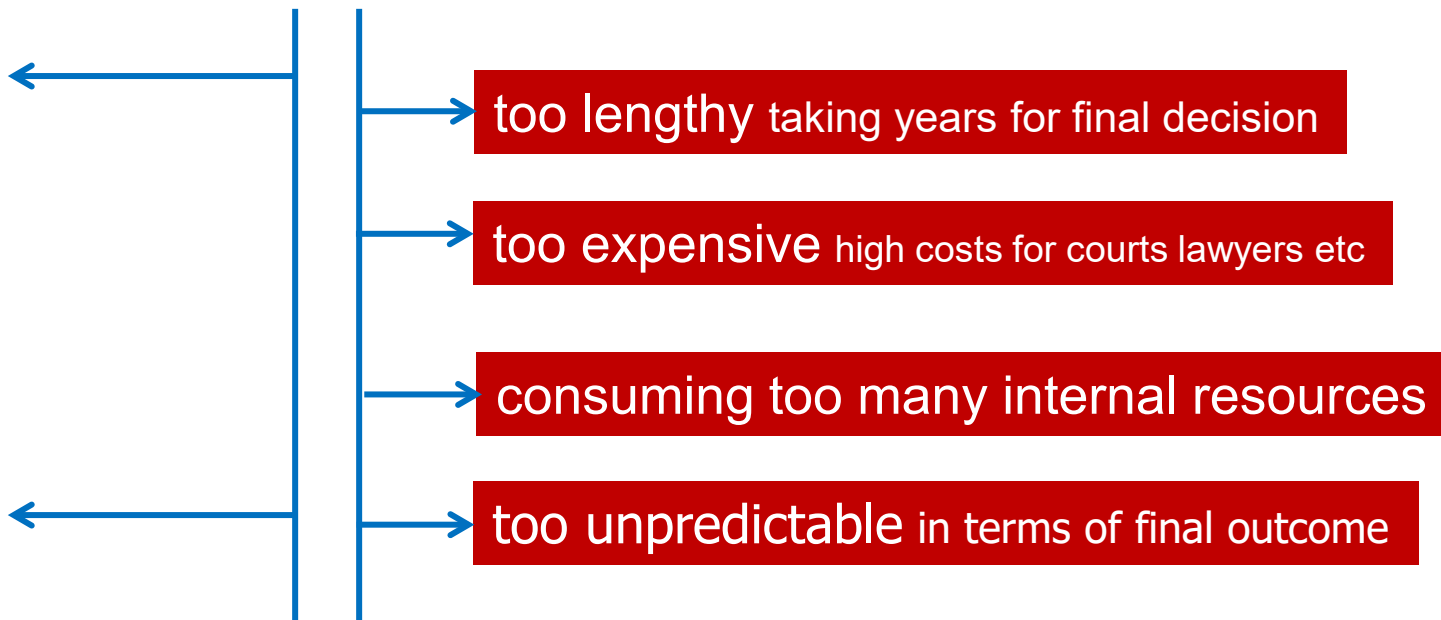 too lengthy taking years for final decision
too expensive high costs for courts lawyers etc
consuming too many internal resources
too unpredictable in terms of final outcome